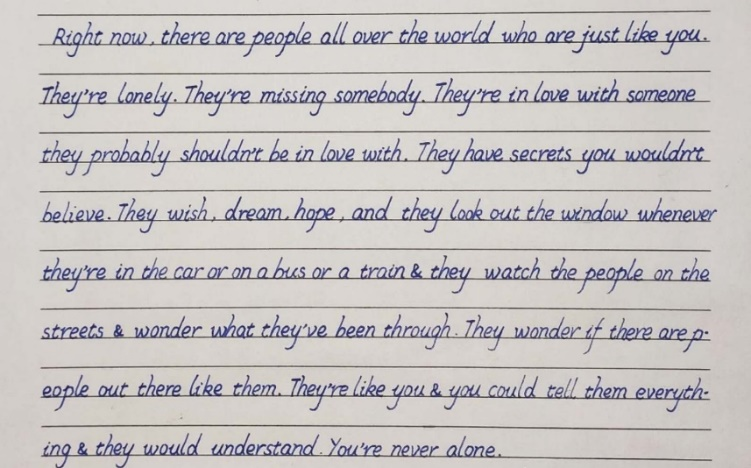 Right now, there are people all over the world who are just like you.
They're lonely. They're missing somebody. They're in love with someone
they probably shouldn't be in love with. They have secrets you wouldn't
believe. They wish, dream, hope, and they look out the window whenever
they're in the car or on a bus or a train & they watch the people on the
streets & wonder what they've been through. They wonder if there are p-
eople out there like them. They're like you & you could tell them everyth-
ing & they would understand. You're never alone.